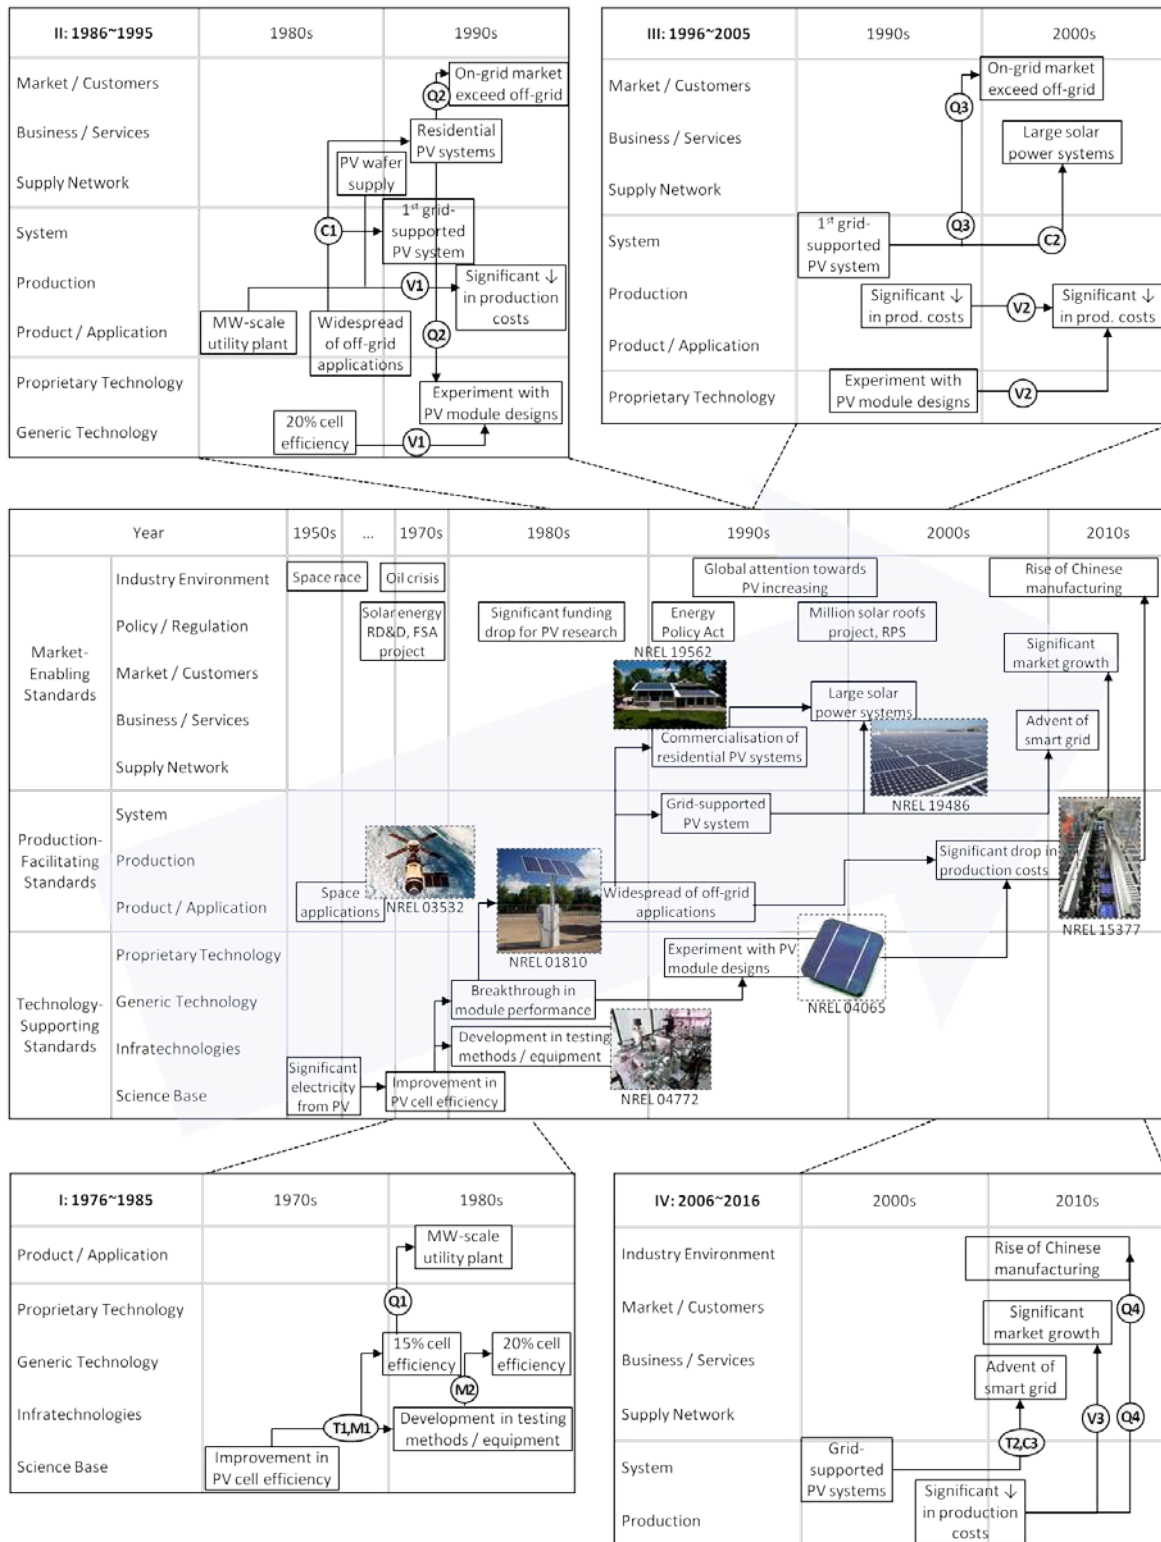 II: 1986~1995
1980s
1990s
Market / Customers
Business / Services
Supply Network
System
Production
Product / Application
Proprietary Technology
Generic Technology
On-grid market
exceed off-grid
Q2
Residential
PV systems
PV wafer
supply
C1
1st grid-
supported
PV system
V1
Significant ↓
in production
costs
MW-scale
utility plant
Widespread
of off-grid
applications
Q2
Experiment with
PV module designs
20% cell
efficiency
V1
III: 1996~2005
1990s
2000s
Market / Customers
Business / Services
Supply Network
System
Production
Product / Application
Proprietary Technology
On-grid market
exceed off-grid
Q3
Large solar
power systems
1st grid-
supported
PV system
Q3
C2
Significant ↓
in prod. costs
V2
Significant ↓
in prod. costs
Experiment with
PV module designs
V2
Year
1950s
...
1970s
1980s
1990s
2000s
2010s
Market-
Enabling
Standards
Industry Environment
Policy / Regulation
Market / Customers
Business / Services
Supply Network
Production-
Facilitating
Standards
System
Production
Product / Application
Technology-
Supporting
Standards
Proprietary Technology
Generic Technology
Infratechnologies
Science Base
Space race
Oil crisis
Global attention towards
PV increasing
Rise of Chinese
manufacturing
Solar energy
RD&D, FSA
project
Significant funding
drop for PV research
Energy
Policy Act
Million solar roofs
project, RPS
NREL 19562
Significant
market growth
Large solar
power systems
Commercialisation of
residential PV systems
Advent of
smart grid
NREL 19486
Grid-supported
PV system
Significant drop in
production costs
Space
applications
NREL 03532
Widespread of off-grid
applications
NREL 15377
NREL 01810
Experiment with PV
module designs
NREL 04065
Breakthrough in
module performance
Development in testing
methods / equipment
Significant
electricity
from PV
Improvement in
PV cell efficiency
NREL 04772
I: 1976~1985
1970s
1980s
Product / Application
Proprietary Technology
Generic Technology
Infratechnologies
Science Base
MW-scale
utility plant
Q1
15% cell
efficiency
20% cell
efficiency
M2
T1,M1
Development in testing
methods / equipment
Improvement in
PV cell efficiency
IV: 2006~2016
2000s
2010s
Industry Environment
Market / Customers
Business / Services
Supply Network
System
Production
Rise of Chinese
manufacturing
Q4
Significant
market growth
Advent of
smart grid
V3
Q4
T2,C3
Grid-
supported
PV systems
Significant ↓
in production
costs